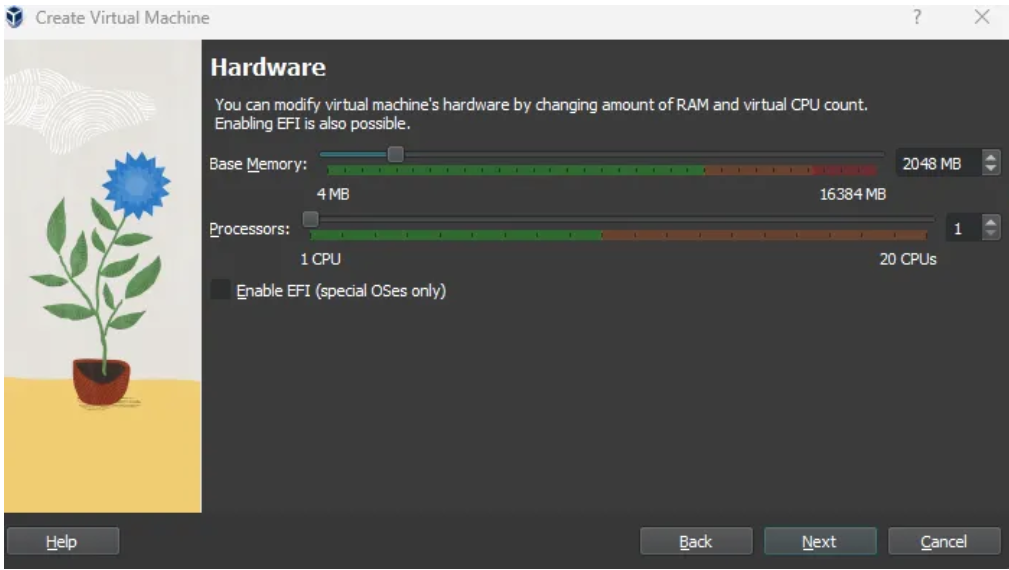 Create Virtual Machine
?
Hardware
You can modify virtual machine's hardware by changing amount of RAM and virtual CPU count.
Enabling EFI is also possible.
Base Memory:
2048 MB
4 MB
16384 MB
Processors:
1
1 CPU
20 CPUs
Enable EFI (special OSes only)
Help
Back
Next
Cancel